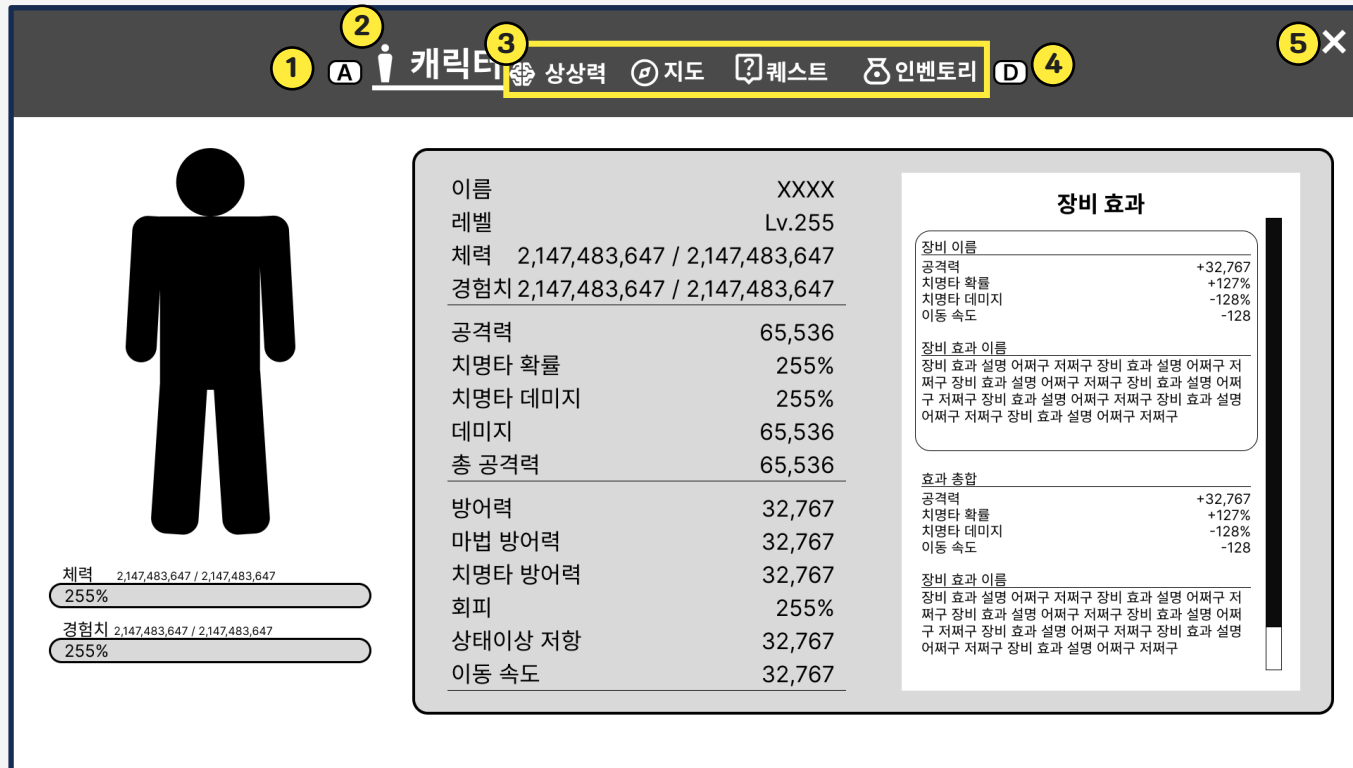 1 A 2 캐릭터 3 상상력 지도 퀘스트 인벤토리 D 4 5 ×
이름 XXXX
레벨 Lv.255
체력 2,147,483,647 / 2,147,483,647
경험치 2,147,483,647 / 2,147,483,647
공격력 65,536
치명타 확률 255%
치명타 데미지 255%
데미지 65,536
총 공격력 65,536
방어력 32,767
마법 방어력 32,767
치명타 방어력 32,767
회피 255%
상태이상 저항 32,767
이동 속도 32,767
장비 효과
장비 이름
공격력 +32,767
치명타 확률 +127%
치명타 데미지 -128%
이동 속도 -128
장비 효과 이름
장비 효과 설명 어쩌구 저쩌구 장비 효과 설명 어쩌구 저
쩌구 장비 효과 설명 어쩌구 저쩌구 장비 효과 설명 어쩌
구 저쩌구 장비 효과 설명 어쩌구 저쩌구 장비 효과 설명
어쩌구 저쩌구 장비 효과 설명 어쩌구 저쩌구
효과 총합
공격력 +32,767
치명타 확률 +127%
치명타 데미지 -128%
이동 속도 -128
장비 효과 이름
장비 효과 설명 어쩌구 저쩌구 장비 효과 설명 어쩌구 저
쩌구 장비 효과 설명 어쩌구 저쩌구 장비 효과 설명 어쩌
구 저쩌구 장비 효과 설명 어쩌구 저쩌구 장비 효과 설명
어쩌구 저쩌구 장비 효과 설명 어쩌구 저쩌구
체력 2,147,483,647 / 2,147,483,647
255%
경험치 2,147,483,647 / 2,147,483,647
255%